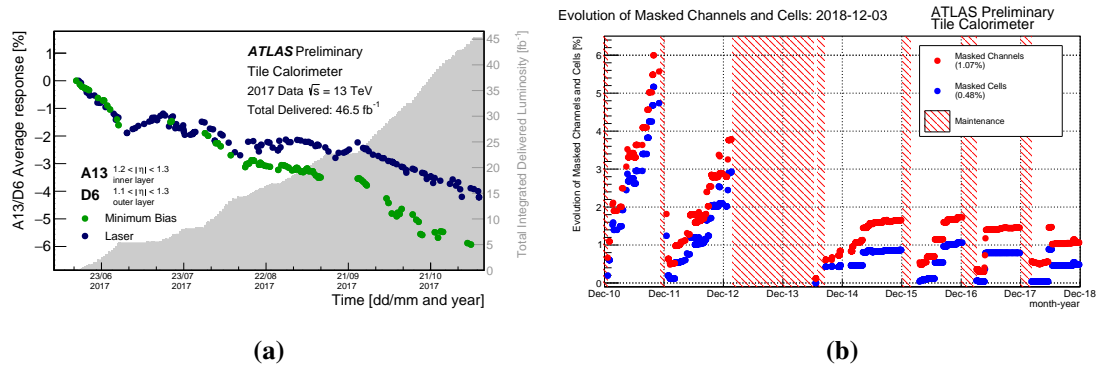 A13/D6 Average response [%]
1
0
−1
−2
−3
−4
−5
−6
ATLAS Preliminary
Tile Calorimeter
2017 Data √s = 13 TeV
Total Delivered: 46.5 fb⁻¹
A13 1.2 < |η| < 1.3
inner layer
D6 1.1 < |η| < 1.3
outer layer
Minimum Bias
Laser
23/06 23/07 22/08 21/09 21/10
2017 2017 2017 2017 2017
Time [dd/mm and year]
45
40
35
30
25
20
15
10
5
0
Total Integrated Delivered Luminosity [fb⁻¹]
(a)
Evolution of Masked Channels and Cells: 2018-12-03
ATLAS Preliminary
Tile Calorimeter
Evolution of Masked Channels and Cells [%]
6
5
4
3
2
1
0
Masked Channels
(1.07%)
Masked Cells
(0.48%)
Maintenance
Dec-10 Dec-11 Dec-12 Dec-13 Dec-14 Dec-15 Dec-16 Dec-17 Dec-18
month-year
(b)